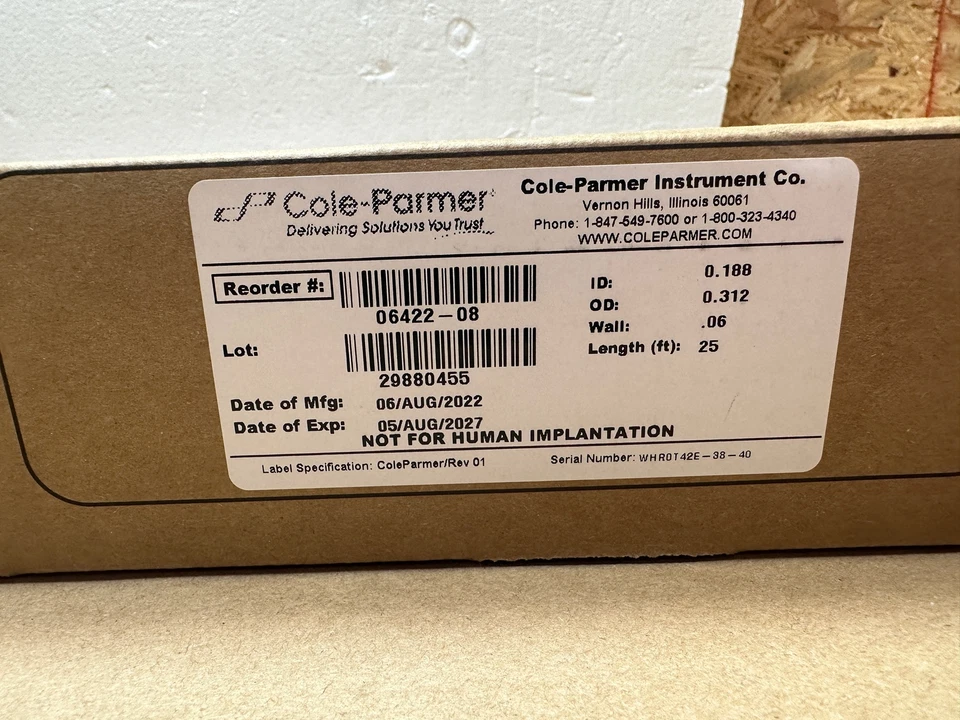 Cole-Parmer
Delivering Solutions You Trust
Cole-Parmer Instrument Co.
Vernon Hills, Illinois 60061
Phone: 1-847-549-7600 or 1-800-323-4340
WWW.COLEPARMER.COM
Reorder #:
06422-08
Lot:
29880455
Date of Mfg: 06/AUG/2022
Date of Exp: 05/AUG/2027
ID: 0.188
OD: 0.312
Wall: .06
Length (ft): 25
NOT FOR HUMAN IMPLANTATION
Label Specification: ColeParmer/Rev 01
Serial Number: WHR0T42E-38-40